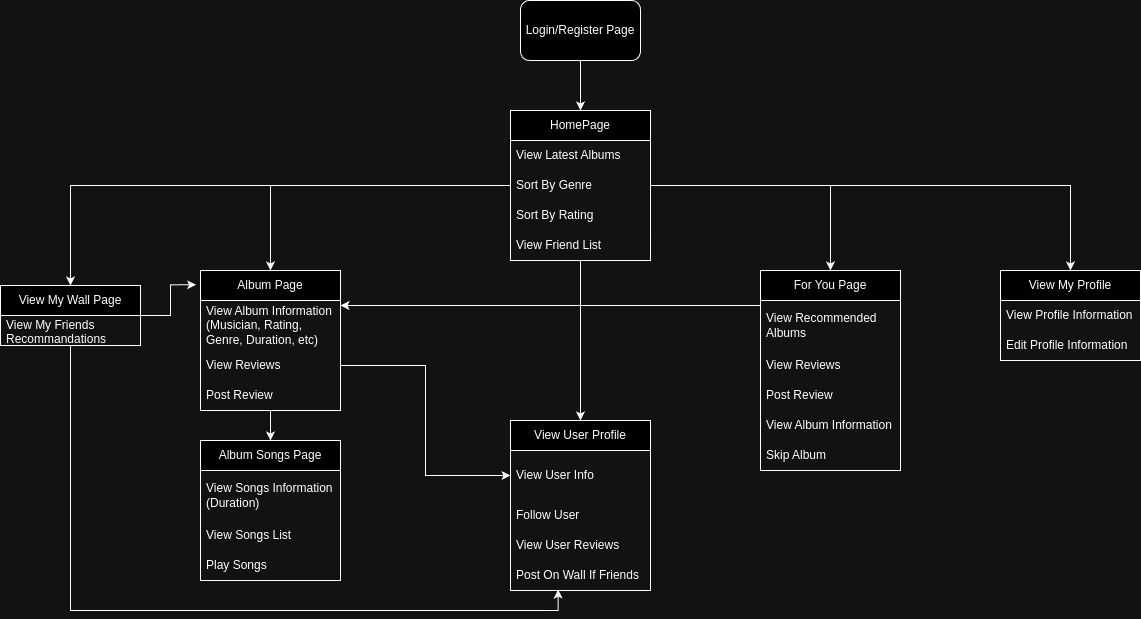 Login/Register Page
HomePage
View Latest Albums
Sort By Genre
Sort By Rating
View Friend List
View My Wall Page
View My Friends
Recommandations
Album Page
View Album Information
(Musician, Rating,
Genre, Duration, etc)
View Reviews
Post Review
Album Songs Page
View Songs Information
(Duration)
View Songs List
Play Songs
View User Profile
View User Info
Follow User
View User Reviews
Post On Wall If Friends
For You Page
View Recommended
Albums
View Reviews
Post Review
View Album Information
Skip Album
View My Profile
View Profile Information
Edit Profile Information